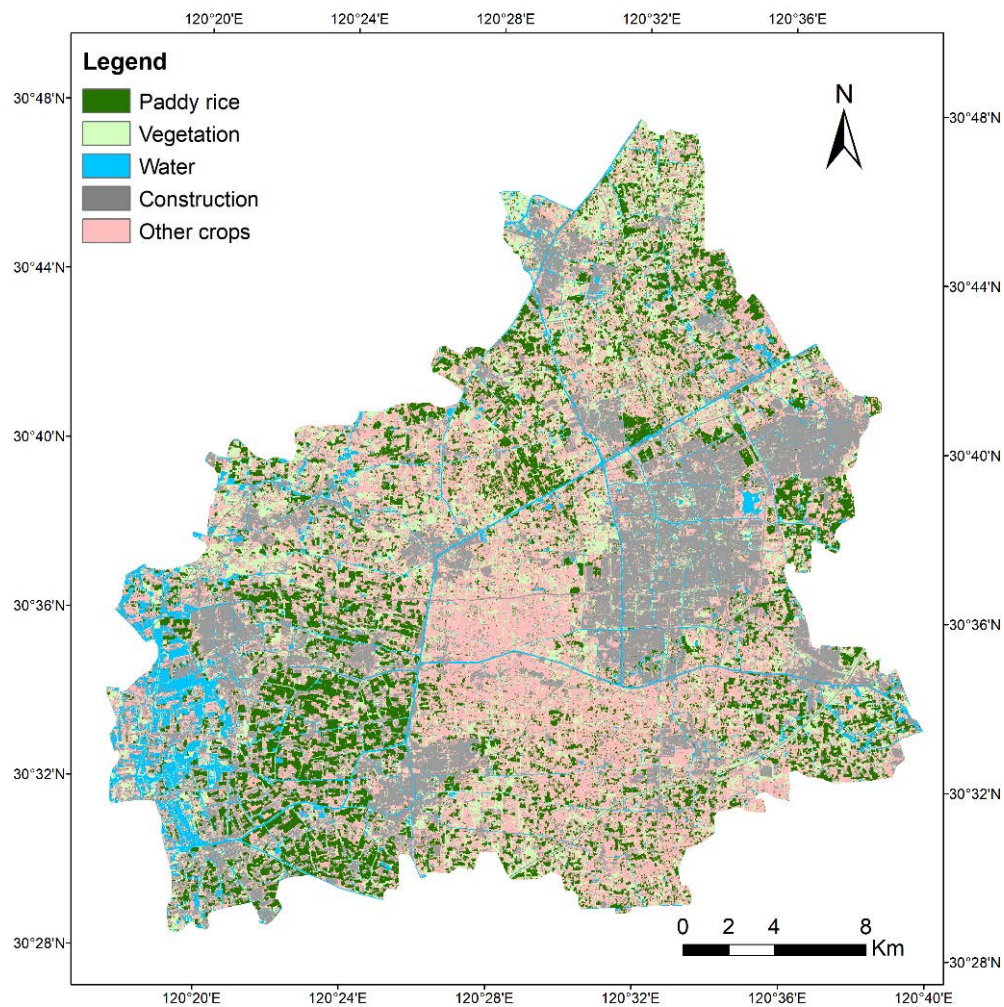 120°20'E 120°24'E 120°28'E 120°32'E 120°36'E
Legend
Paddy rice
Vegetation
Water
Construction
Other crops
N
30°48'N 30°48'N
30°44'N 30°44'N
30°40'N 30°40'N
30°36'N 30°36'N
30°32'N 30°32'N
30°28'N 30°28'N
0 2 4 8
Km
120°20'E 120°24'E 120°28'E 120°32'E 120°36'E 120°40'E